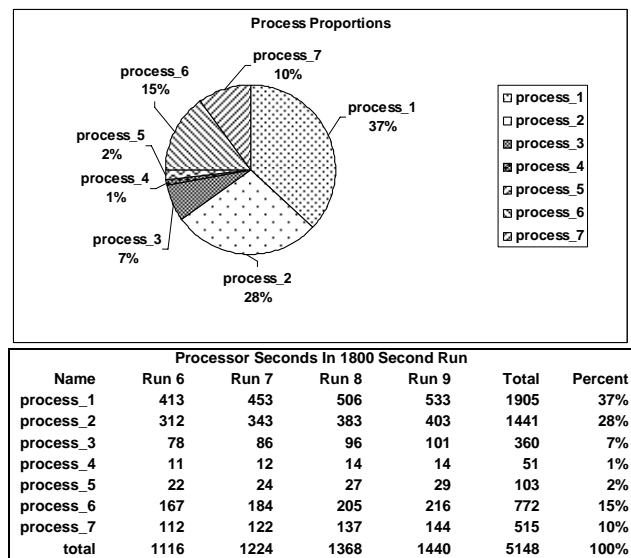 Process Proportions
process_7
10%
process_6
15%
process_1
37%
process_5
2%
process_4
1%
process_3
7%
process_2
28%
process_1
process_2
process_3
process_4
process_5
process_6
process_7
Processor Seconds In 1800 Second Run
Name Run 6 Run 7 Run 8 Run 9 Total Percent
process_1 413 453 506 533 1905 37%
process_2 312 343 383 403 1441 28%
process_3 78 86 96 101 360 7%
process_4 11 12 14 14 51 1%
process_5 22 24 27 29 103 2%
process_6 167 184 205 216 772 15%
process_7 112 122 137 144 515 10%
total 1116 1224 1368 1440 5148 100%